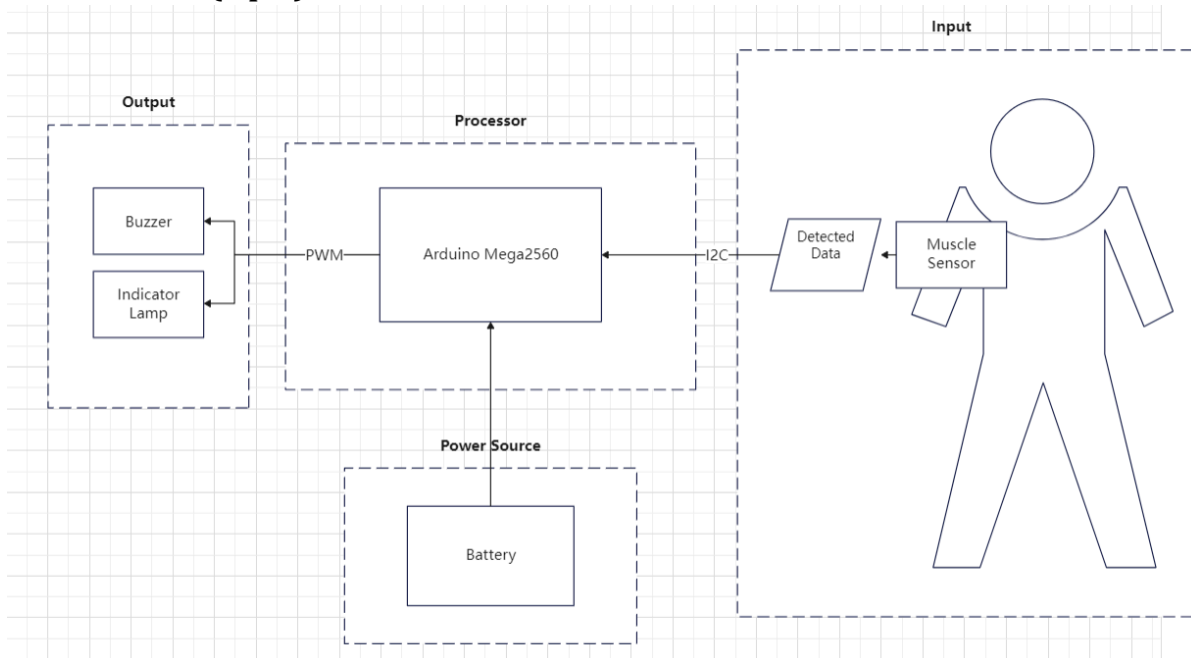 Input
Output
Processor
Buzzer
Indicator
Lamp
PWM
Arduino Mega2560
I2C
Detected
Data
Muscle
Sensor
Power Source
Battery